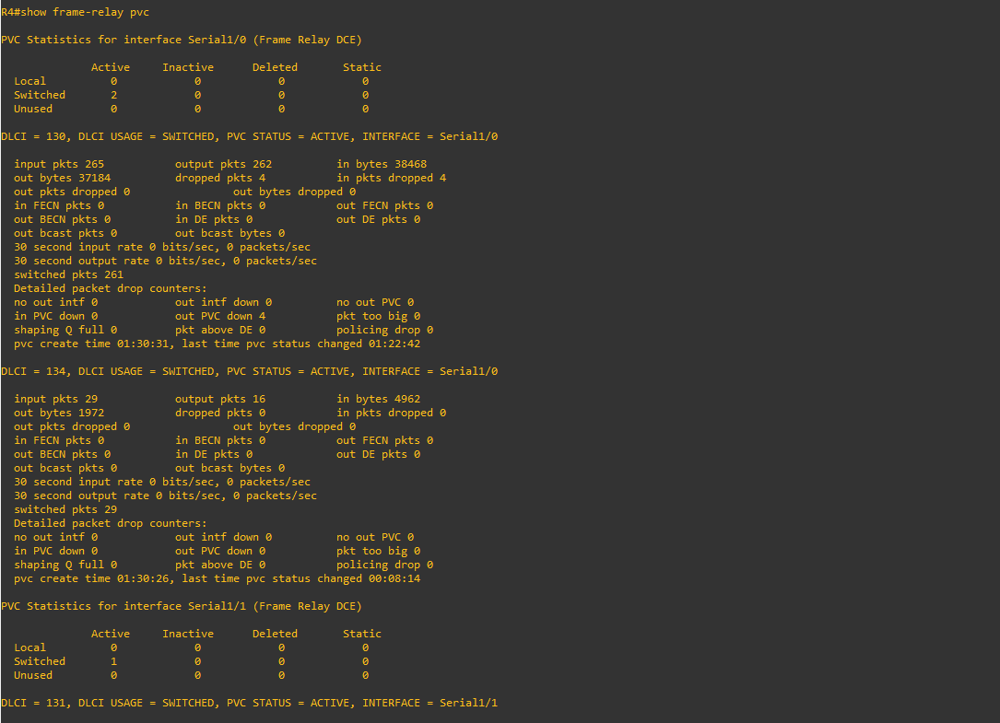 R4#show frame-relay pvc
PVC Statistics for interface Serial1/0 (Frame Relay DCE)
Active Inactive Deleted Static
Local 0 0 0 0
Switched 2 0 0 0
Unused 0 0 0 0
DLCI = 130, DLCI USAGE = SWITCHED, PVC STATUS = ACTIVE, INTERFACE = Serial1/0
input pkts 265 output pkts 262 in bytes 38468
out bytes 37184 dropped pkts 4 in pkts dropped 4
out pkts dropped 0 out bytes dropped 0
in FECN pkts 0 in BECN pkts 0 out FECN pkts 0
out BECN pkts 0 in DE pkts 0 out DE pkts 0
out bcast pkts 0 out bcast bytes 0
30 second input rate 0 bits/sec, 0 packets/sec
30 second output rate 0 bits/sec, 0 packets/sec
switched pkts 261
Detailed packet drop counters:
no out intf 0 out intf down 0 no out PVC 0
in PVC down 0 out PVC down 4 pkt too big 0
shaping Q full 0 pkt above DE 0 policing drop 0
pvc create time 01:30:31, last time pvc status changed 01:22:42
DLCI = 134, DLCI USAGE = SWITCHED, PVC STATUS = ACTIVE, INTERFACE = Serial1/0
input pkts 29 output pkts 16 in bytes 4962
out bytes 1972 dropped pkts 0 in pkts dropped 0
out pkts dropped 0 out bytes dropped 0
in FECN pkts 0 in BECN pkts 0 out FECN pkts 0
out BECN pkts 0 in DE pkts 0 out DE pkts 0
out bcast pkts 0 out bcast bytes 0
30 second input rate 0 bits/sec, 0 packets/sec
30 second output rate 0 bits/sec, 0 packets/sec
switched pkts 29
Detailed packet drop counters:
no out intf 0 out intf down 0 no out PVC 0
in PVC down 0 out PVC down 0 pkt too big 0
shaping Q full 0 pkt above DE 0 policing drop 0
pvc create time 01:30:26, last time pvc status changed 00:08:14
PVC Statistics for interface Serial1/1 (Frame Relay DCE)
Active Inactive Deleted Static
Local 0 0 0 0
Switched 1 0 0 0
Unused 0 0 0 0
DLCI = 131, DLCI USAGE = SWITCHED, PVC STATUS = ACTIVE, INTERFACE = Serial1/1